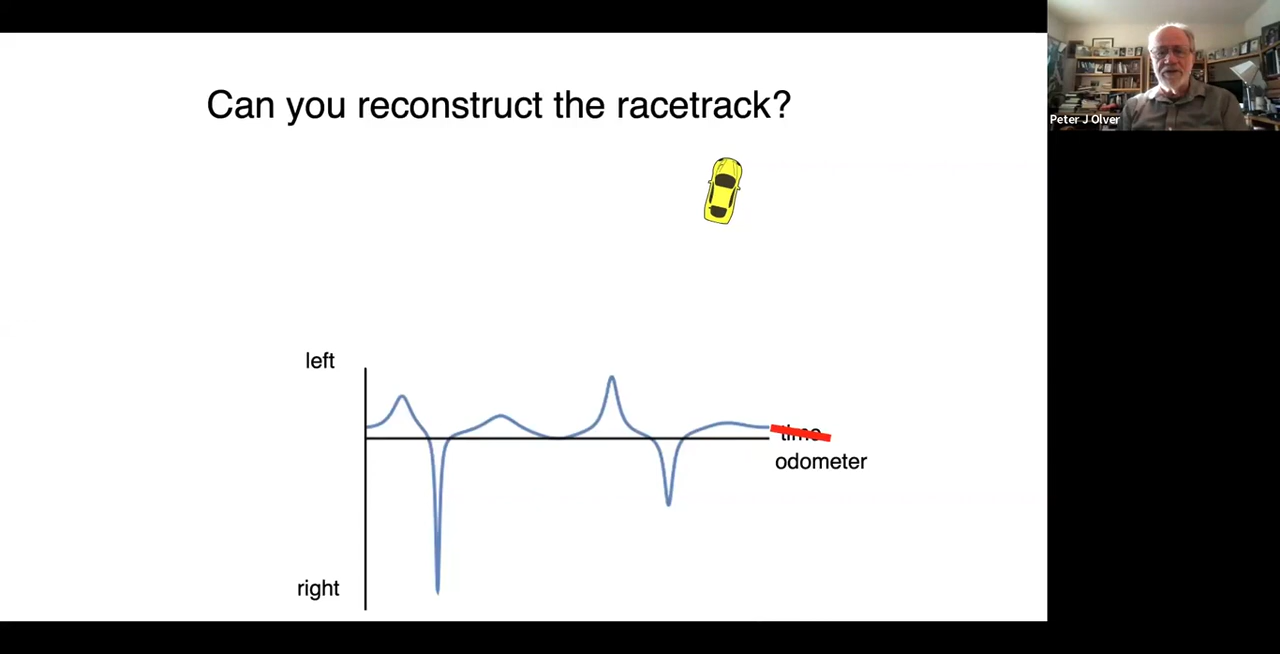 Can you reconstruct the racetrack?
Peter J Olver
left
time
odometer
right